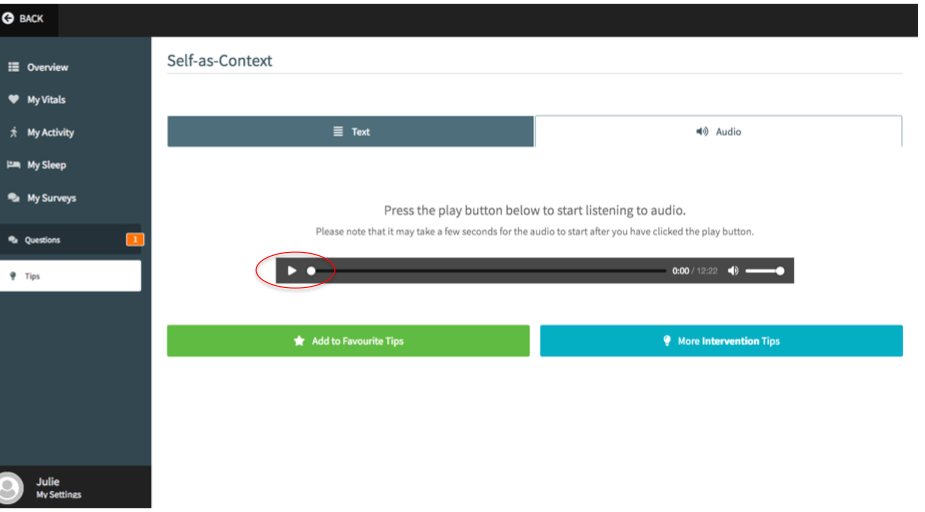 BACK
Overview
My Vitals
My Activity
My Sleep
My Surveys
Questions 1
Tips
Julie
My Settings
Self-as-Context
Text
Audio
Press the play button below to start listening to audio.
Please note that it may take a few seconds for the audio to start after you have clicked the play button.
0:00 / 12:22
Add to Favourite Tips
More Intervention Tips